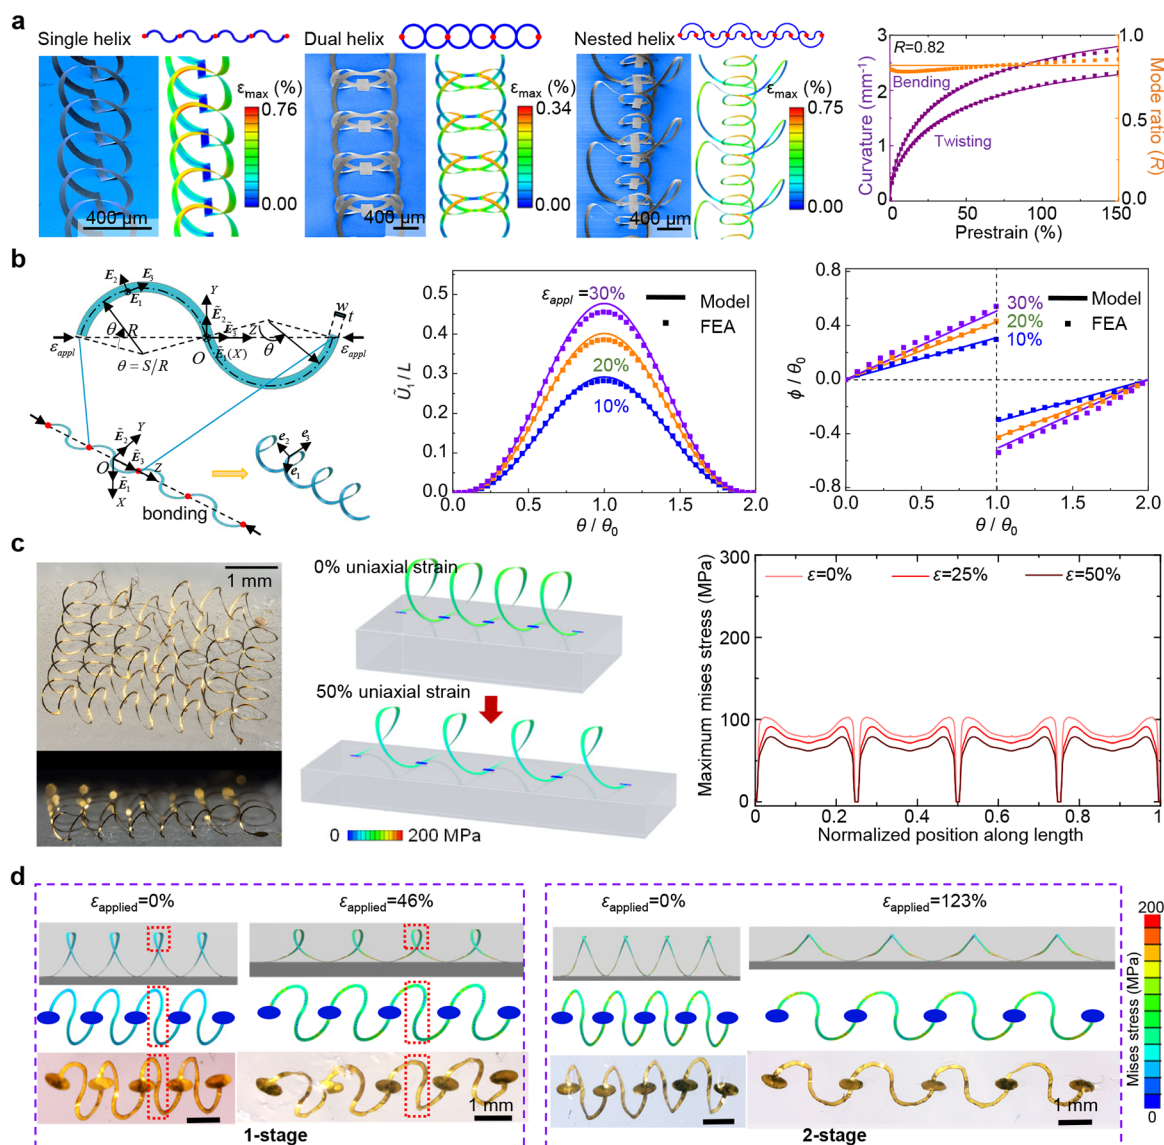 a
Single helix
Dual helix
Nested helix
εmax (%)
0.76
0.00
400 μm
εmax (%)
0.34
0.00
400 μm
εmax (%)
0.75
0.00
400 μm
R=0.82
Bending
Twisting
Curvature (mm⁻¹)
3
2
1
0
Mode ratio (R)
1.0
0.5
0.0
0 50 100 150
Prestrain (%)
b
E₂ E₃
E₁
Y
w
t
θ R
Z
O
Ẽ₁(X)
θ
εappl
εappl
θ = S/R
Y
Ẽ₂
Ẽ₃
O
Z
Ẽ₁
X
bonding
e₂ e₃
e₁
εappl =30%
20%
10%
Model
FEA
Ũ₁ / L
0.5
0.4
0.3
0.2
0.1
0.0
0.0 0.5 1.0 1.5 2.0
θ / θ₀
30%
20%
10%
Model
FEA
ϕ / θ₀
0.8
0.4
0.0
-0.4
-0.8
0.0 0.5 1.0 1.5 2.0
θ / θ₀
c
1 mm
0% uniaxial strain
50% uniaxial strain
0 200 MPa
ε=0% ε=25% ε=50%
Maximum mises stress (MPa)
300
200
100
0
0 0.25 0.50 0.75 1
Normalized position along length
d
εapplied=0%
εapplied=46%
1 mm
1-stage
εapplied=0%
εapplied=123%
1 mm
2-stage
200
Mises stress (MPa)
0